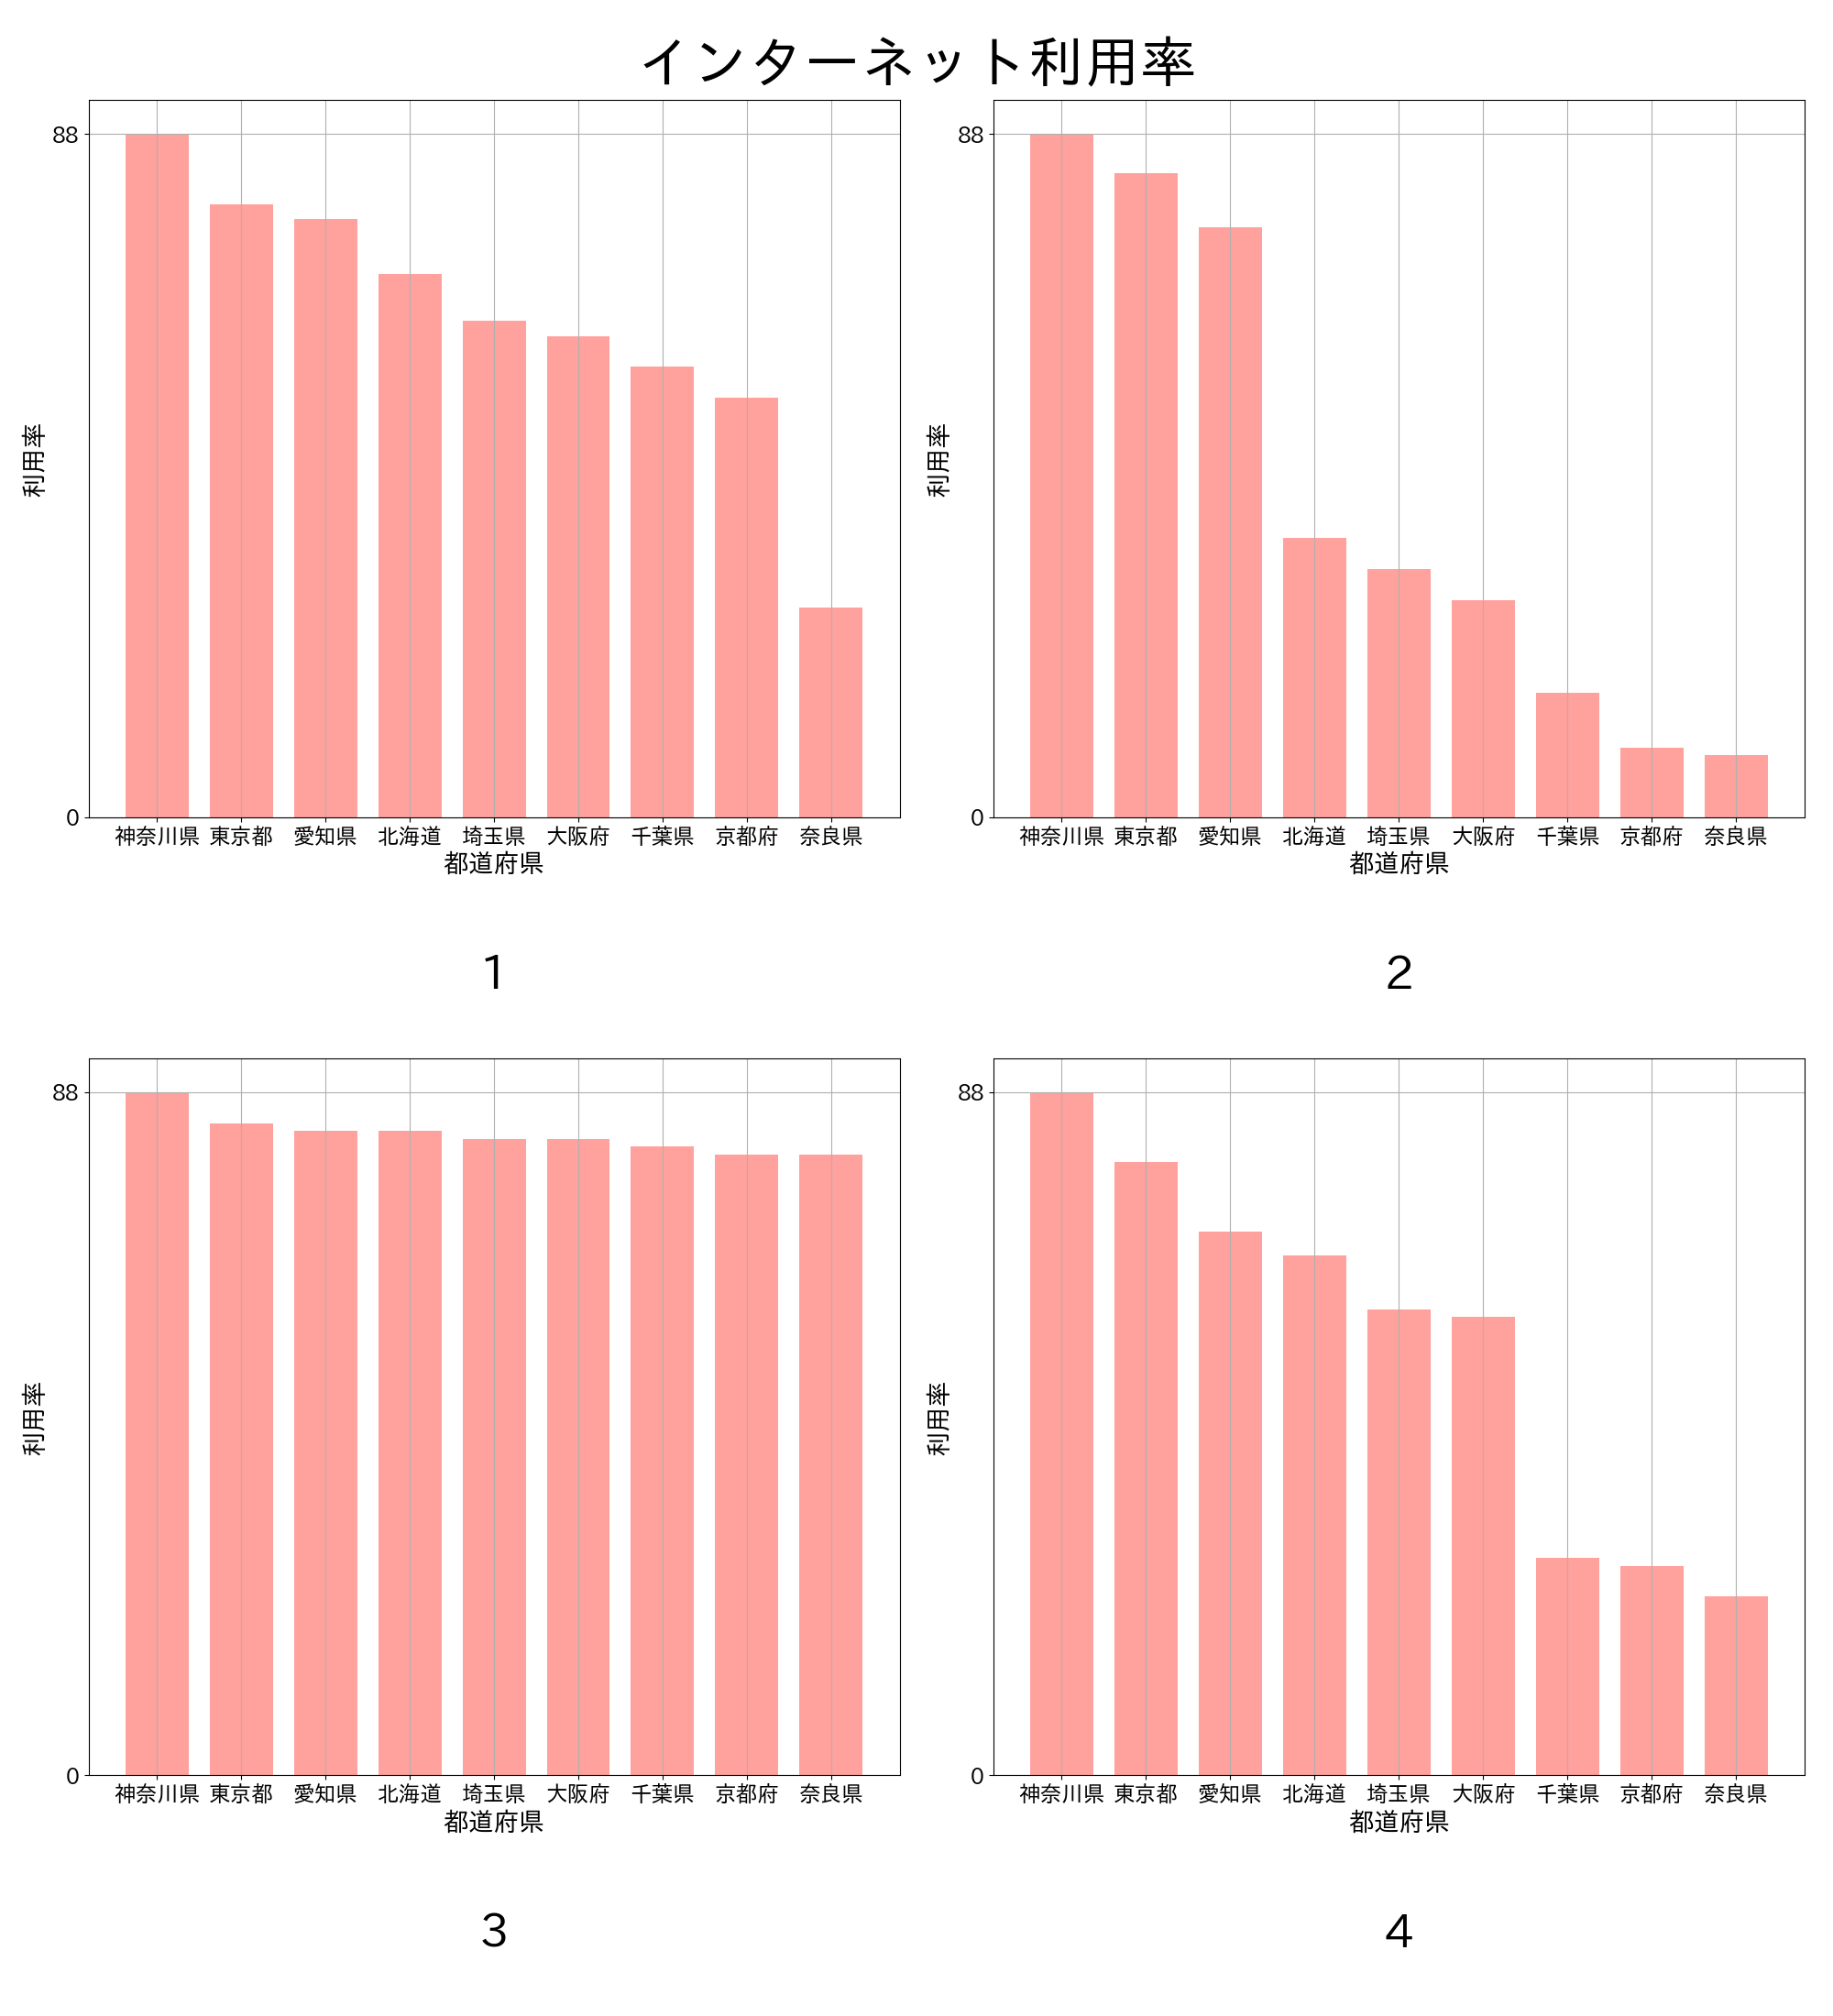 インターネット利用率
88
0
利用率
神奈川県 東京都 愛知県 北海道 埼玉県 大阪府 千葉県 京都府 奈良県
都道府県
1
88
0
利用率
神奈川県 東京都 愛知県 北海道 埼玉県 大阪府 千葉県 京都府 奈良県
都道府県
2
88
0
利用率
神奈川県 東京都 愛知県 北海道 埼玉県 大阪府 千葉県 京都府 奈良県
都道府県
3
88
0
利用率
神奈川県 東京都 愛知県 北海道 埼玉県 大阪府 千葉県 京都府 奈良県
都道府県
4